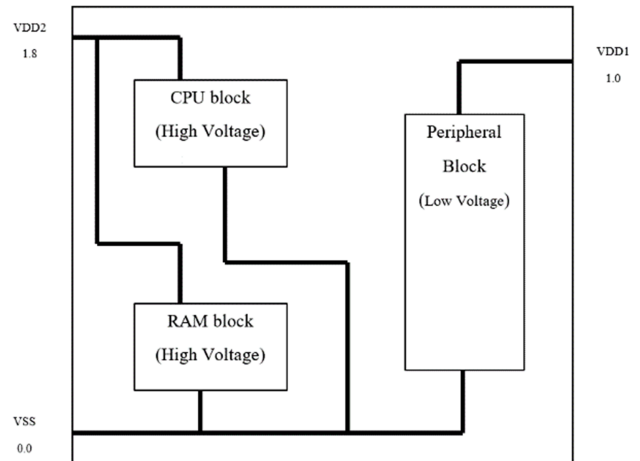 VDD2
1.8
VDD1
1.0
CPU block
(High Voltage)
Peripheral
Block
(Low Voltage)
RAM block
(High Voltage)
VSS
0.0